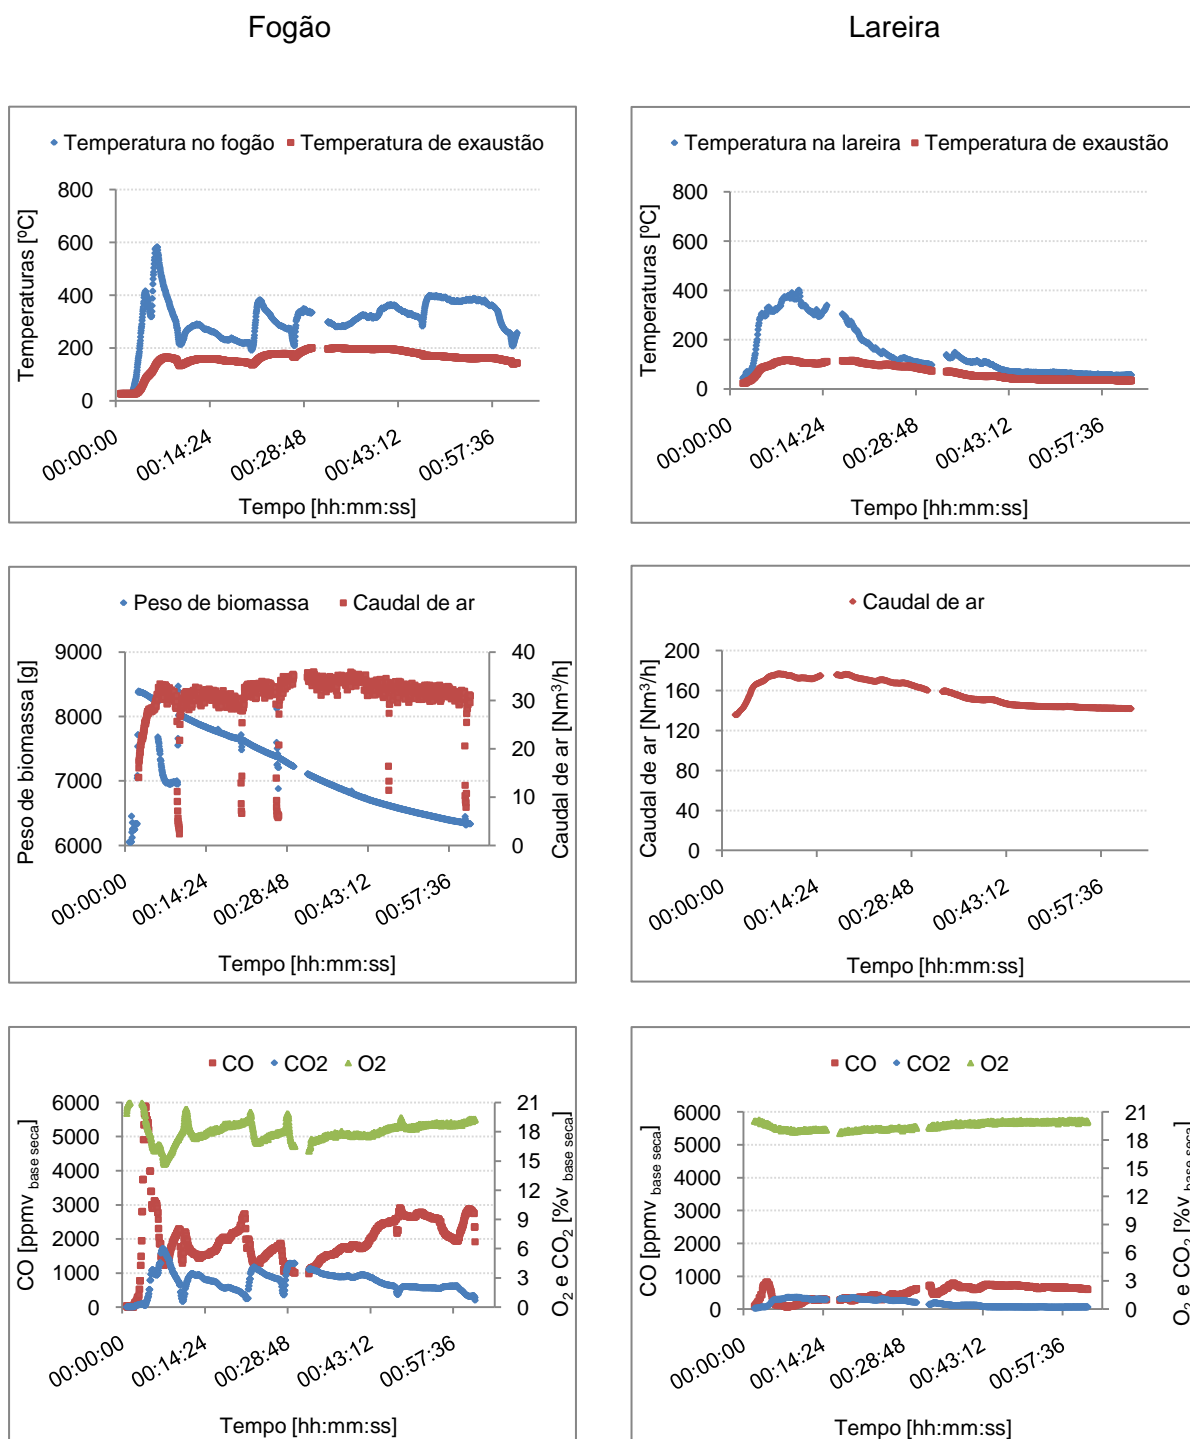 Fogão
Lareira
Temperatura no fogão Temperatura de exaustão
Temperaturas [ºC]
800
600
400
200
0
00:00:00 00:14:24 00:28:48 00:43:12 00:57:36
Tempo [hh:mm:ss]
Temperatura na lareira Temperatura de exaustão
Temperaturas [ºC]
800
600
400
200
0
00:00:00 00:14:24 00:28:48 00:43:12 00:57:36
Tempo [hh:mm:ss]
Peso de biomassa Caudal de ar
Peso de biomassa [g]
9000
8000
7000
6000
40
30
20
10
0
Caudal de ar [Nm³/h]
00:00:00 00:14:24 00:28:48 00:43:12 00:57:36
Tempo [hh:mm:ss]
Caudal de ar
Caudal de ar [Nm³/h]
200
160
120
80
40
0
00:00:00 00:14:24 00:28:48 00:43:12 00:57:36
Tempo [hh:mm:ss]
CO CO2 O2
CO [ppmv base seca]
6000
5000
4000
3000
2000
1000
0
21
18
15
12
9
6
3
0
O₂ e CO₂ [%v base seca]
00:00:00 00:14:24 00:28:48 00:43:12 00:57:36
Tempo [hh:mm:ss]
CO CO2 O2
CO [ppmv base seca]
6000
5000
4000
3000
2000
1000
0
21
18
15
12
9
6
3
0
O₂ e CO₂ [%v base seca]
00:00:00 00:14:24 00:28:48 00:43:12 00:57:36
Tempo [hh:mm:ss]